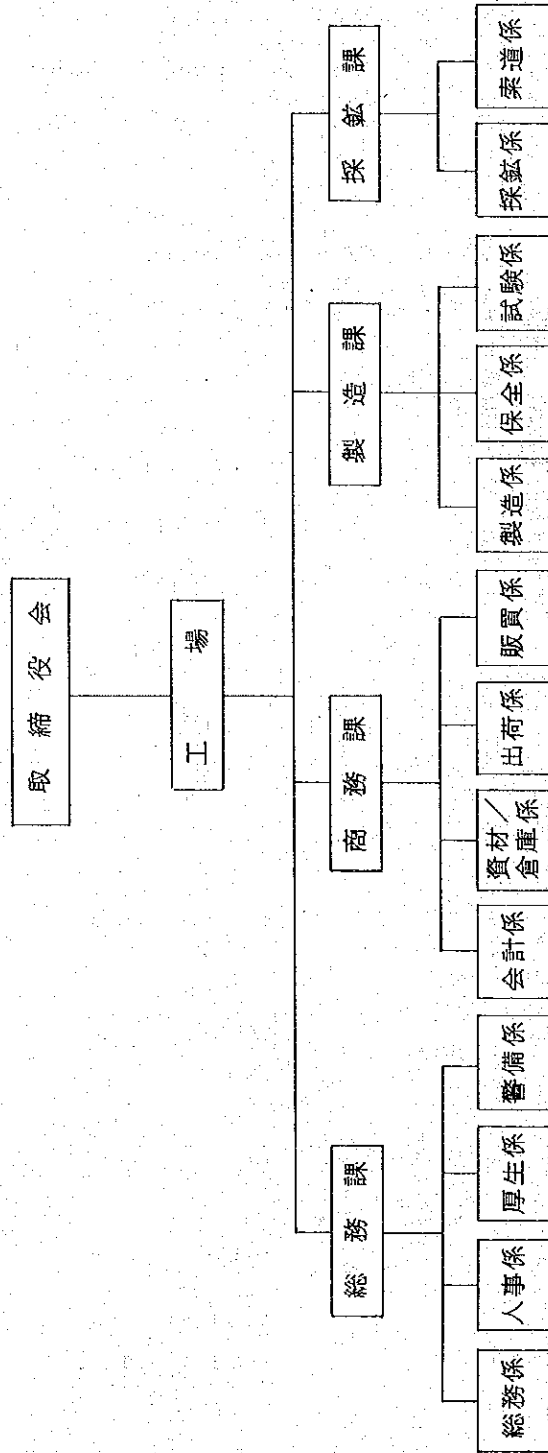 取締役会
工場
総務課
商務課
製造課
採鉱課
総務係
人事係
厚生係
警備係
会計係
資材/
倉庫係
出荷係
販買係
製造係
保全係
試験係
採鉱係
索道係